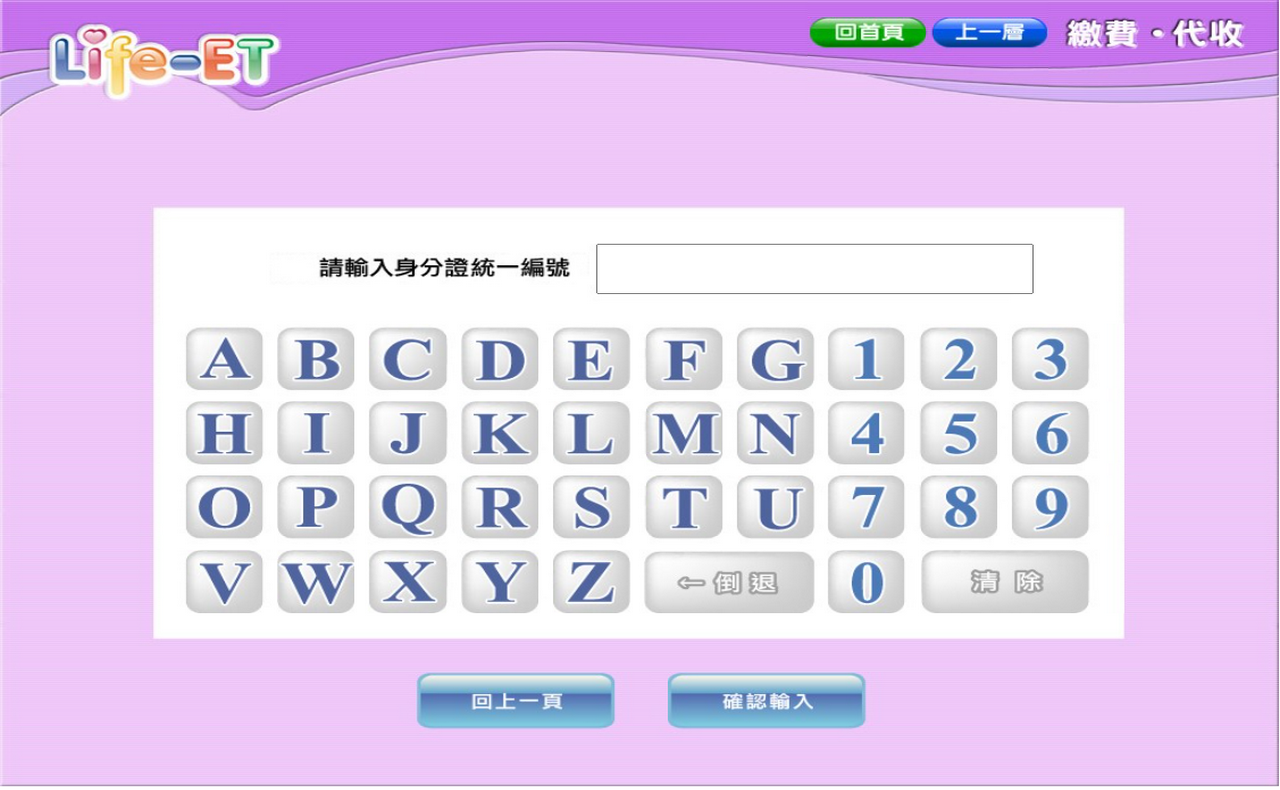 Life-ET
回首頁 上一層 繳費・代收
請輸入身分證統一編號
A B C D E F G 1 2 3
H I J K L M N 4 5 6
O P Q R S T U 7 8 9
V W X Y Z ⇦倒退 0 清除
回上一頁 確認輸入